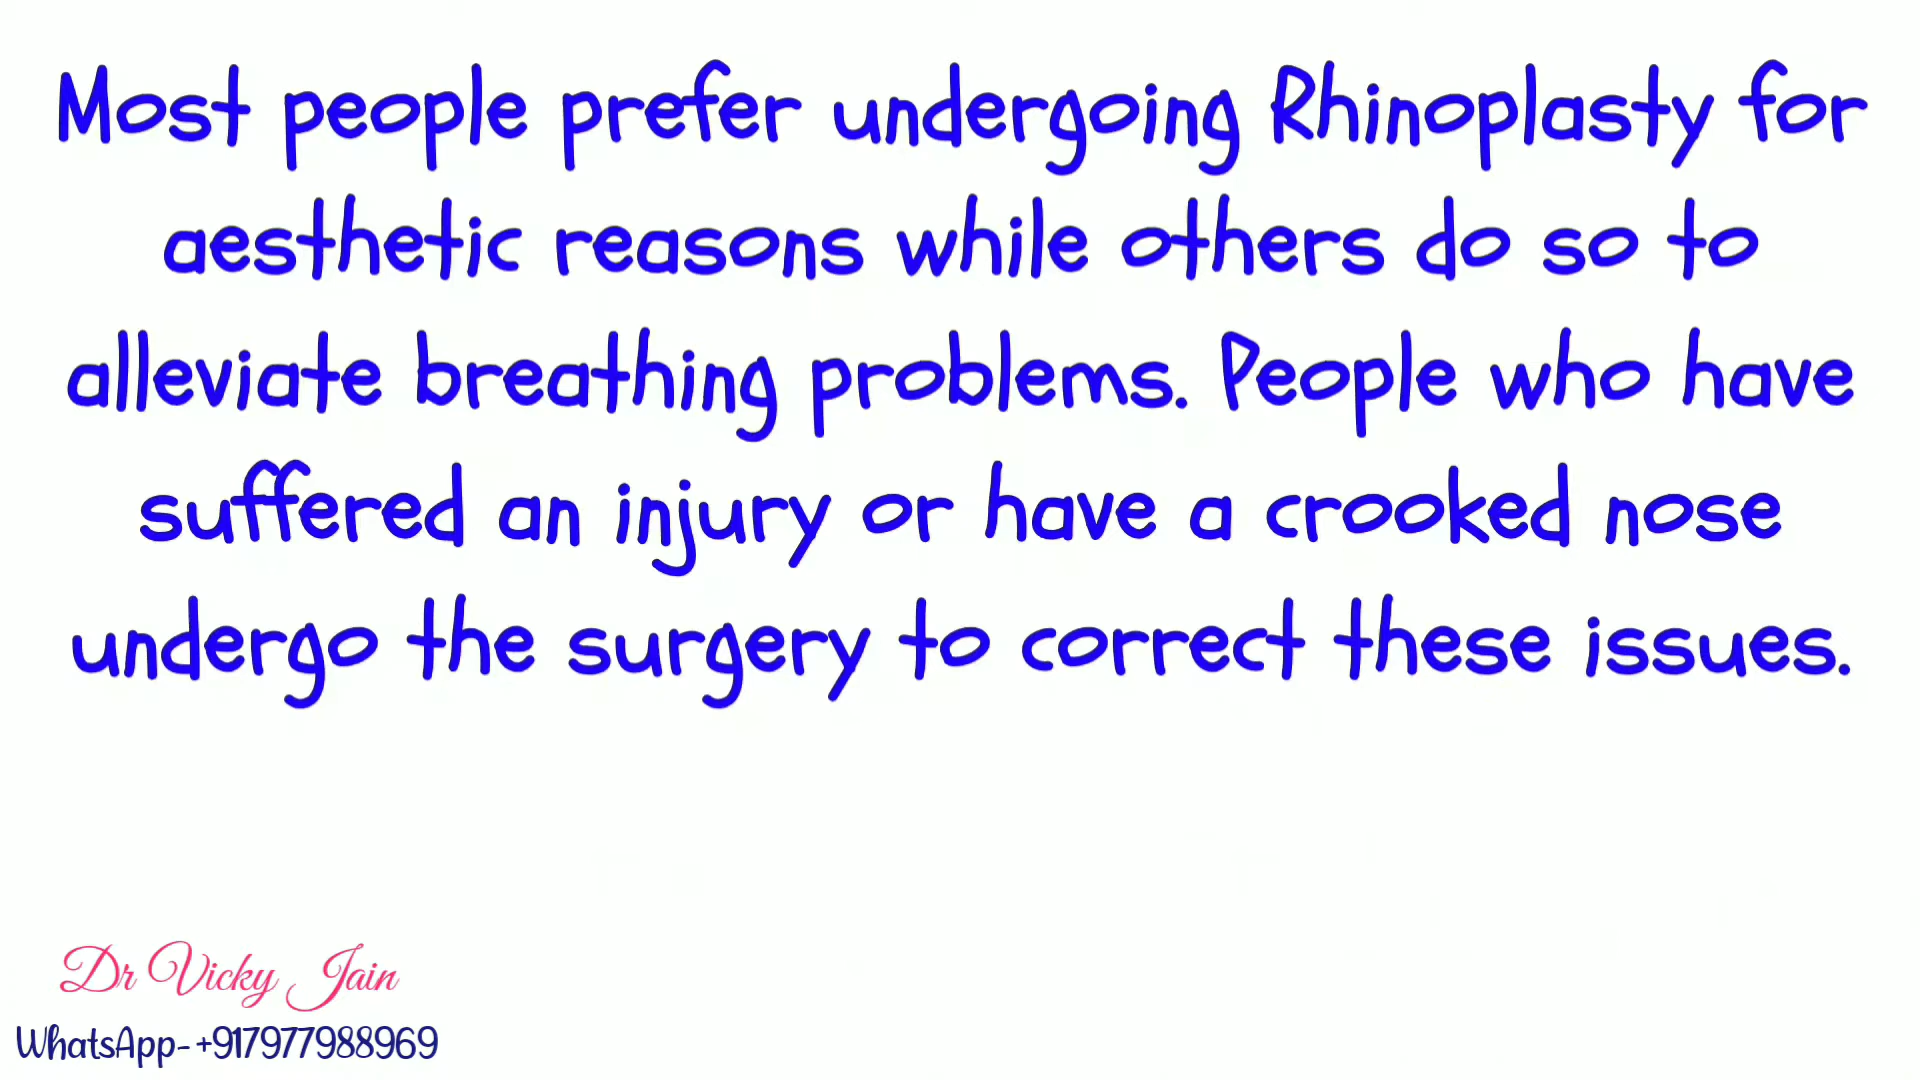 Most people prefer undergoing Rhinoplasty for
aesthetic reasons while others do so to
alleviate breathing problems. People who have
suffered an injury or have a crooked nose
undergo the surgery to correct these issues.
Dr Vicky Jain
WhatsApp-+917977988969